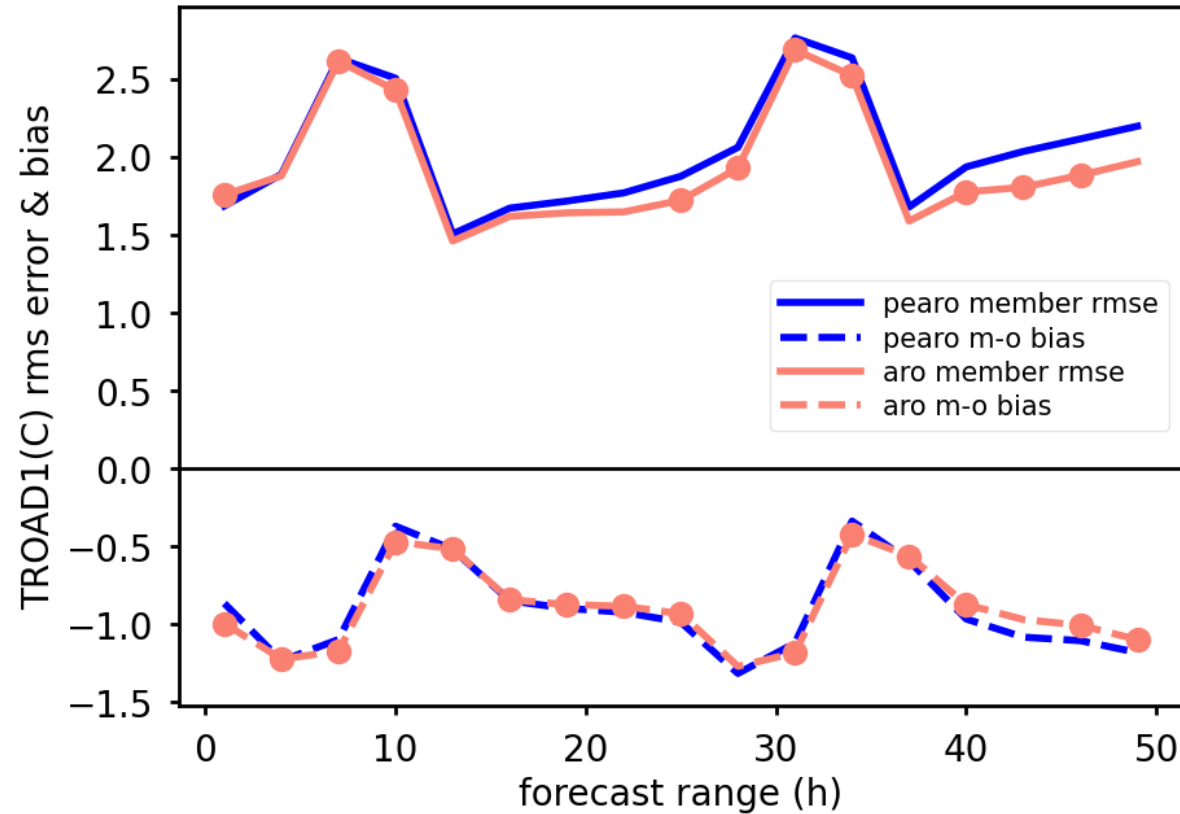 TROAD1(C) rms error & bias
2.5
2.0
1.5
1.0
0.5
0.0
−0.5
−1.0
−1.5
pearo member rmse
pearo m-o bias
aro member rmse
aro m-o bias
0 10 20 30 40 50
forecast range (h)